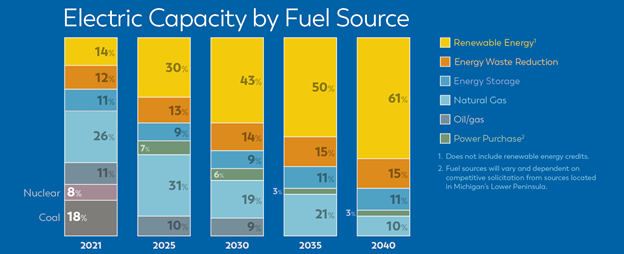 Electric Capacity by Fuel Source
14%
12%
11%
26%
11%
Nuclear 8%
Coal 18%
2021
30%
13%
9%
7%
31%
10%
2025
43%
14%
9%
6%
19%
9%
2030
50%
15%
11%
3%
21%
2035
61%
15%
11%
3%
10%
2040
Renewable Energy¹
Energy Waste Reduction
Energy Storage
Natural Gas
Oil/gas
Power Purchase²
1. Does not include renewable energy credits.
2. Fuel sources will vary and dependent on
competitive solicitation from sources located
in Michigan's Lower Peninsula.